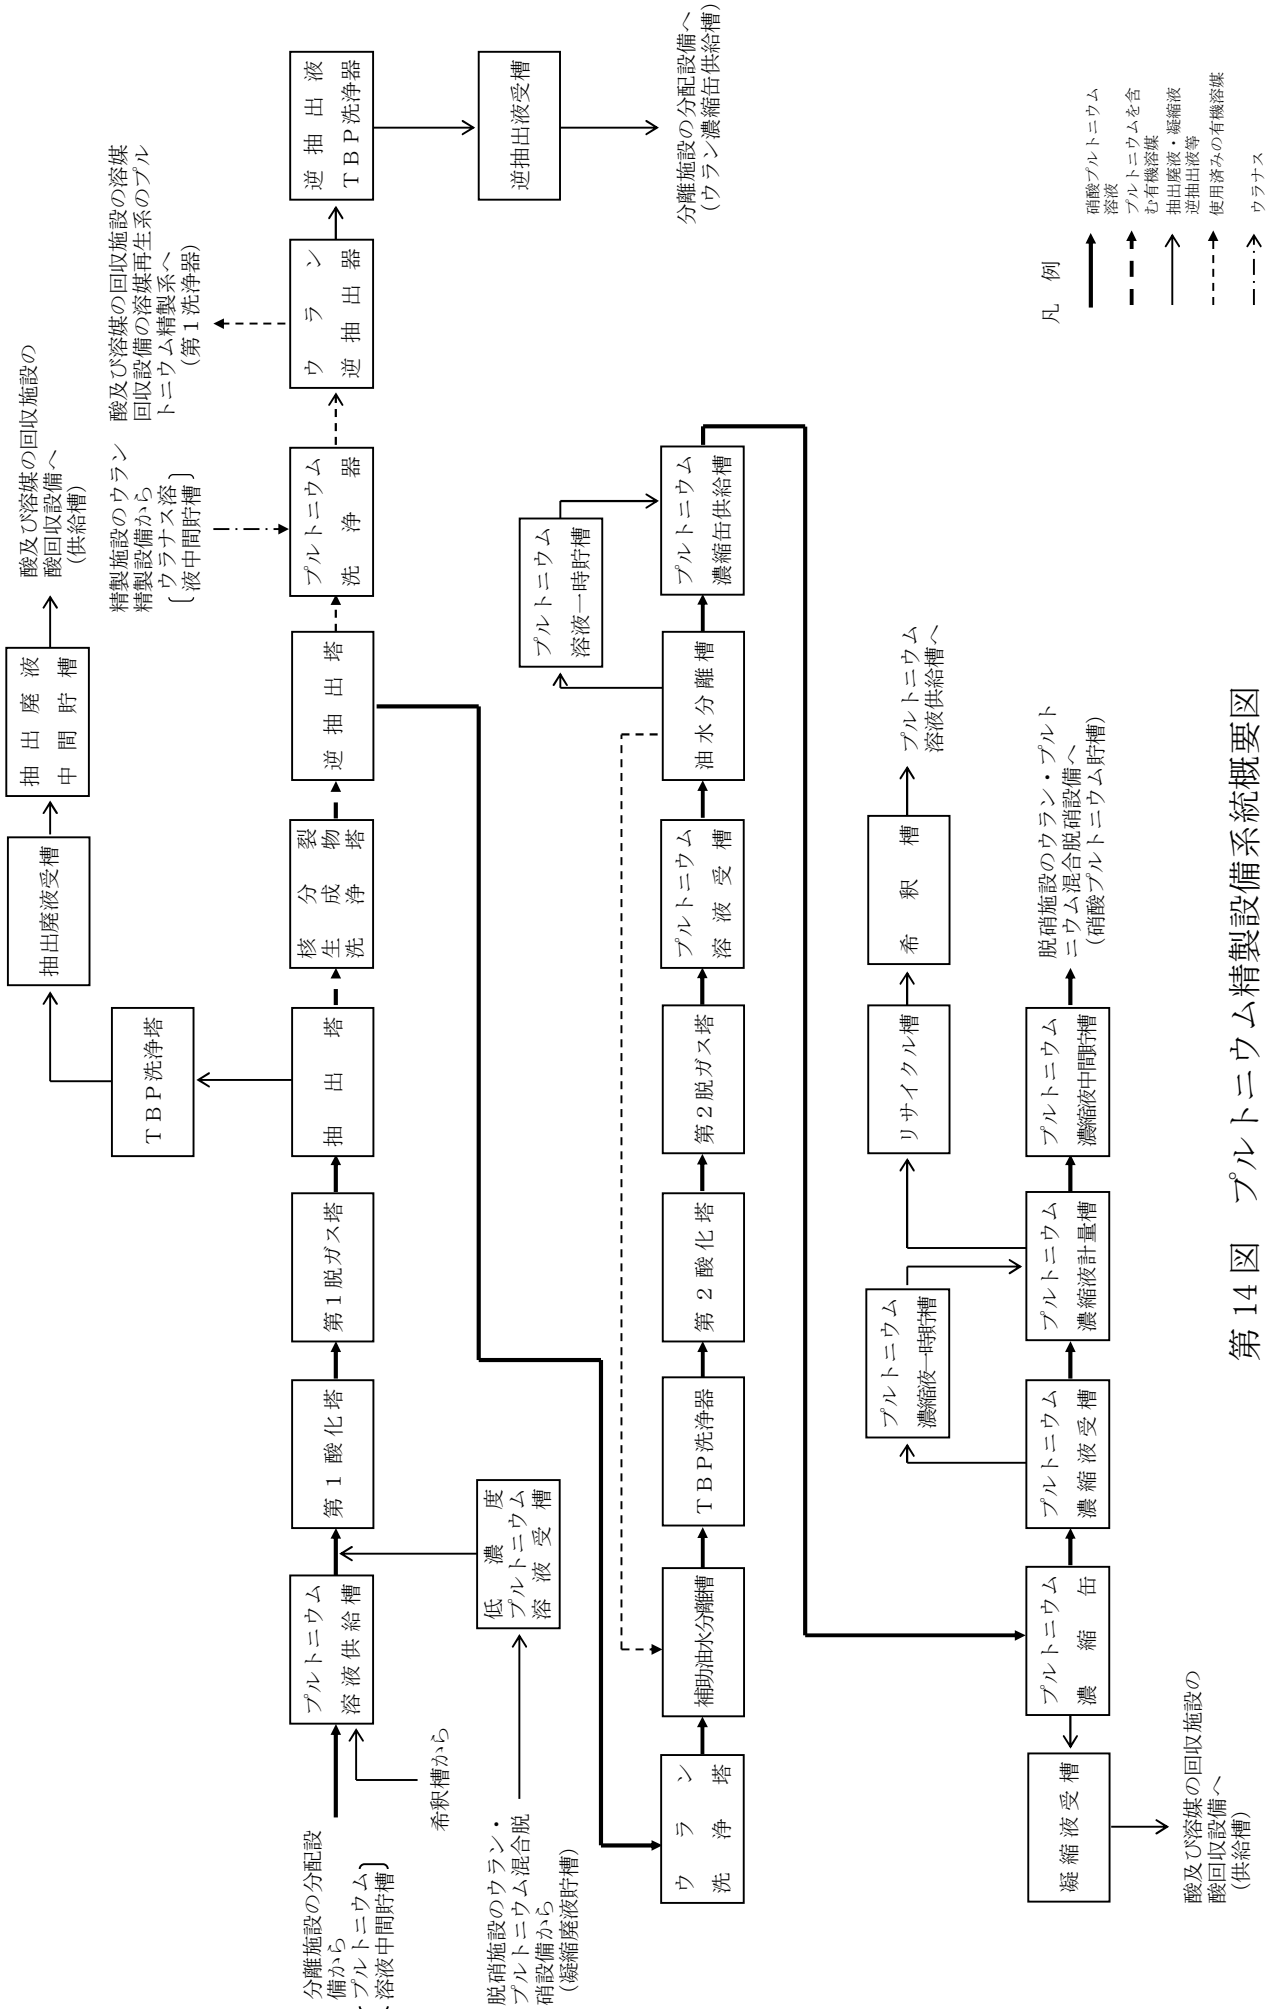 酸及び溶媒の回収施設の
酸回収設備へ
（供給槽）
抽出廃液
中間貯槽
抽出廃液受槽
ＴＢＰ洗浄塔
精製施設のウラン
精製設備から
ウラナス溶
液中間貯槽
酸及び溶媒の回収施設の溶媒
回収設備の溶媒再生系のプル
トニウム精製系へ
（第１洗浄器）
分離施設の分配設
備から
プルトニウム
溶液中間貯槽
希釈槽から
プルトニウム
溶液供給槽
第１酸化塔
第１脱ガス塔
抽出塔
核分裂
生成物
洗浄塔
逆抽出塔
プルトニウム
洗浄器
ウラン
逆抽出器
逆抽出液
ＴＢＰ洗浄器
逆抽出液受槽
分離施設の分配設備へ
（ウラン濃縮缶供給槽）
脱硝施設のウラン・
プルトニウム混合脱
硝設備から
（凝縮廃液貯槽）
低濃度
プルトニウム
溶液受槽
プルトニウム
溶液一時貯槽
ウラン
洗浄塔
補助油水分離槽
ＴＢＰ洗浄器
第２酸化塔
第２脱ガス塔
プルトニウム
溶液受槽
油水分離槽
プルトニウム
濃縮缶供給槽
プルトニウム
濃縮液一時貯槽
リサイクル槽
希釈槽
プルトニウム
溶液供給槽へ
凝縮液受槽
プルトニウム
濃縮缶
プルトニウム
濃縮液受槽
プルトニウム
濃縮液計量槽
プルトニウム
濃縮液中間貯槽
脱硝施設のウラン・プルト
ニウム混合脱硝設備へ
（硝酸プルトニウム貯槽）
酸及び溶媒の回収施設の
酸回収設備へ
（供給槽）
凡例
硝酸プルトニウム
溶液
プルトニウムを含
む有機溶媒
抽出廃液・凝縮液
逆抽出液等
使用済みの有機溶媒
ウラナス
第 14 図　プルトニウム精製設備系統概要図